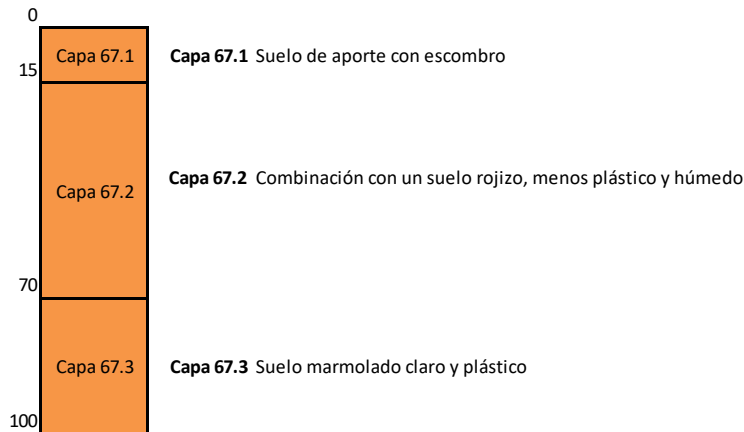 0
Capa 67.1
Capa 67.1 Suelo de aporte con escombro
15
Capa 67.2
Capa 67.2 Combinación con un suelo rojizo, menos plástico y húmedo
70
Capa 67.3
Capa 67.3 Suelo marmolado claro y plástico
100